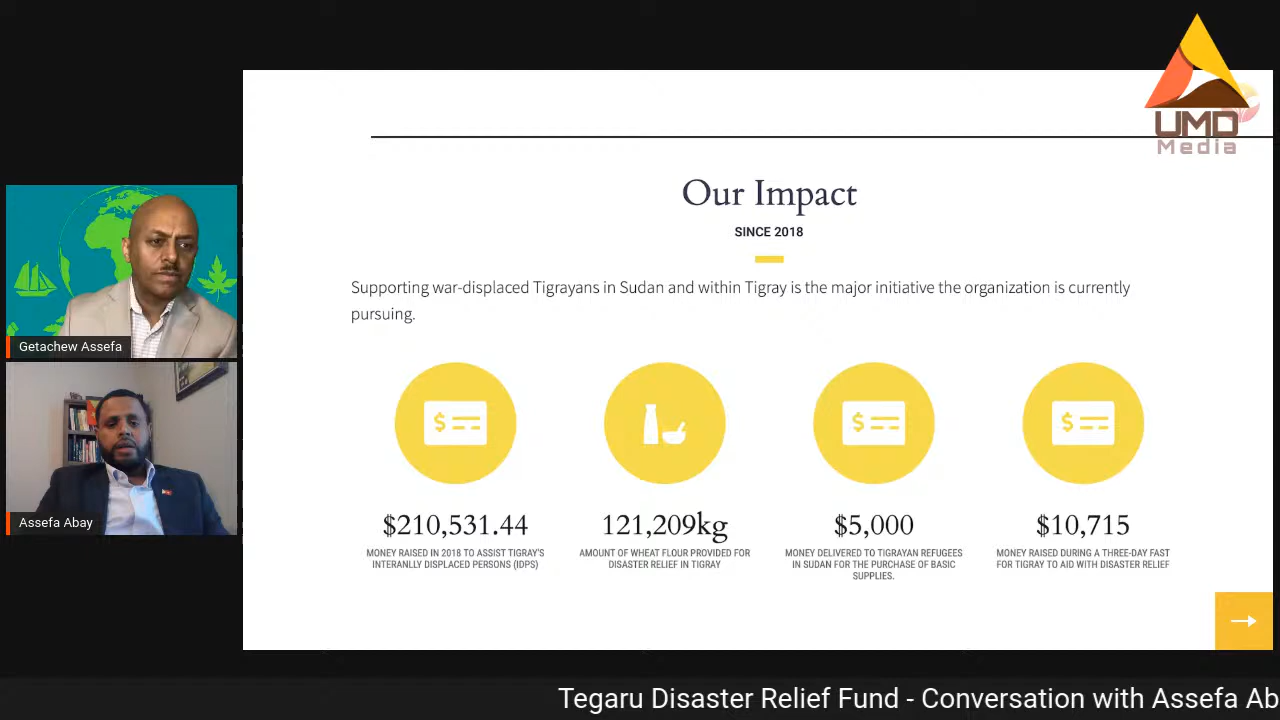 UMD
Media
Our Impact
SINCE 2018
Supporting war-displaced Tigrayans in Sudan and within Tigray is the major initiative the organization is currently
pursuing.
Getachew Assefa
Assefa Abay
$210,531.44
MONEY RAISED IN 2018 TO ASSIST TIGRAY'S
INTERANLLY DISPLACED PERSONS (IDPS)
121,209kg
AMOUNT OF WHEAT FLOUR PROVIDED FOR
DISASTER RELIEF IN TIGRAY
$5,000
MONEY DELIVERED TO TIGRAYAN REFUGEES
IN SUDAN FOR THE PURCHASE OF BASIC
SUPPLIES.
$10,715
MONEY RAISED DURING A THREE-DAY FAST
FOR TIGRAY TO AID WITH DISASTER RELIEF
Tegaru Disaster Relief Fund - Conversation with Assefa Ab